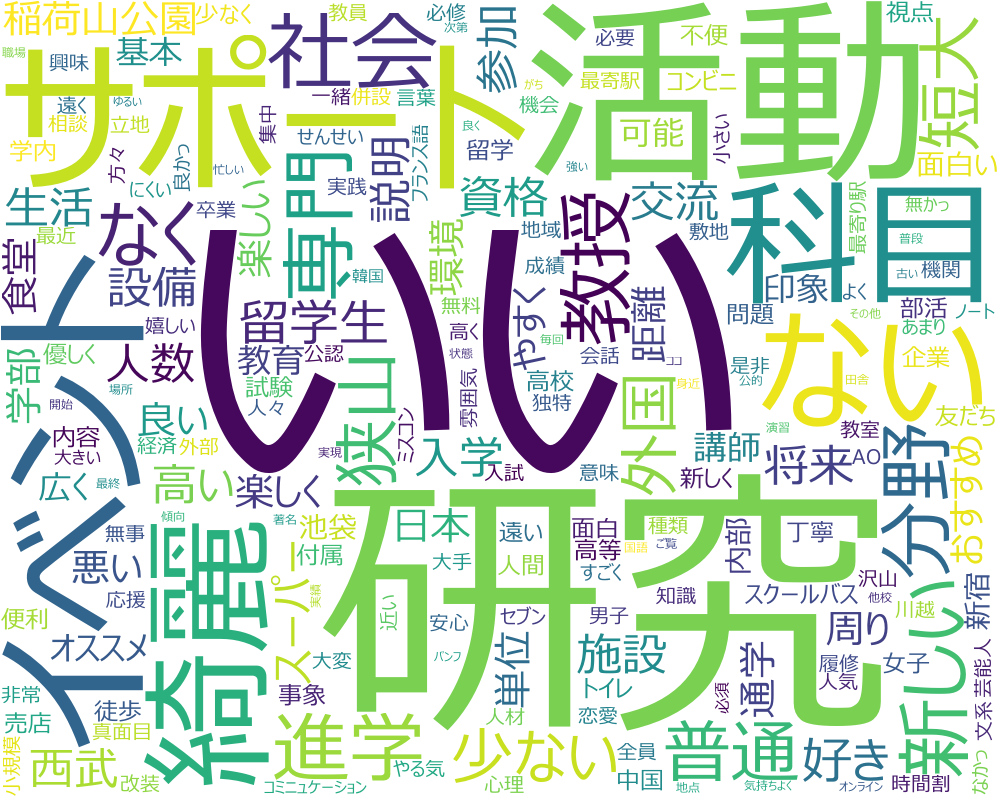 稲荷山公園
少なく
教員
必修
次第
視点
職場
興味
基本
サポート
社会
参加
必要
不便
活動
短大
最寄駅
コンビニ
がち
遠く
ゆるい
一緒
併設
言葉
機会
相談
立地
集中
せんせい
良く
可能
小さい
学内
方々
良かっ
忙しい
フランス語
留学
強い
面白い
にくい
実践
生活
卒業
専門
説明
資格
教授
交流
科目
無かっ
最近
なく
楽しい
韓国
環境
地域
敷地
最寄り駅
普段
食堂
設備
いい
成績
古い
機関
印象
よく
イベント
嬉しい
留学生
無料
やすく
距離
問題
部活
ノート
高く
毎回
その他
あまり
学部
優しく
人数
教育
公認
状態
会話
ココ
ない
是非
企業
場所
試験
雰囲気
高校
身近
公的
田舎
開始
良い
人々
狭山
ミスコン
独特
外国
友だち
内容
経済
外部
入学
講師
演習
教室
大きい
実現
分野
広く
最終
高い
楽しく
入試
意味
新しく
将来
AO
おすすめ
傾向
著名
池袋
日本
研究
遠い
面白
種類
内部
丁寧
無事
綺麗
付属
高等
国語
ご覧
悪い
スーパー
大手
人間
すごく
沢山
新しい
新宿
応援
実績
近い
知識
スクールバス
他校
便利
安心
セブン
男子
川越
周り
オススメ
大変
パンフ
単位
施設
通学
履修
女子
芸能人
非常
事象
トイレ
人気
文系
売店
徒歩
人材
恋愛
必須
真面目
進学
少ない
普通
好き
小規模
西武
やる気
全員
なかっ
改装
心理
中国
時間割
コミニュケーション
気持ちよく
地点
オンライン